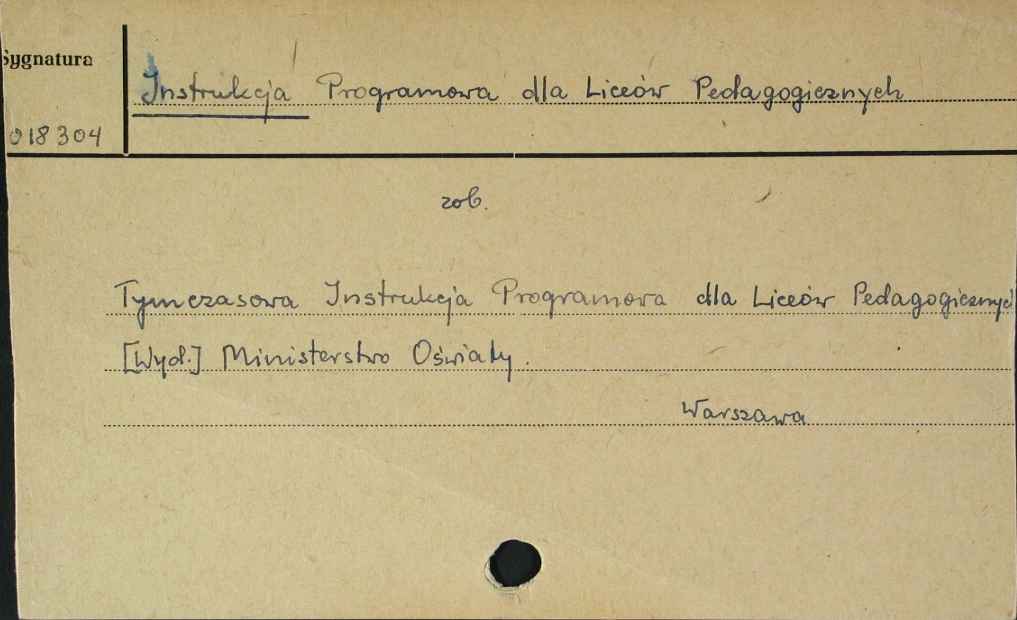 Sygnatura
Instrukcja Programowa dla Liceów Pedagogicznych
018304
zob.
Tymczasowa Instrukcja Programowa dla Liceów Pedagogicznych
[Wyd.] Ministerstwo Oświaty.
Warszawa